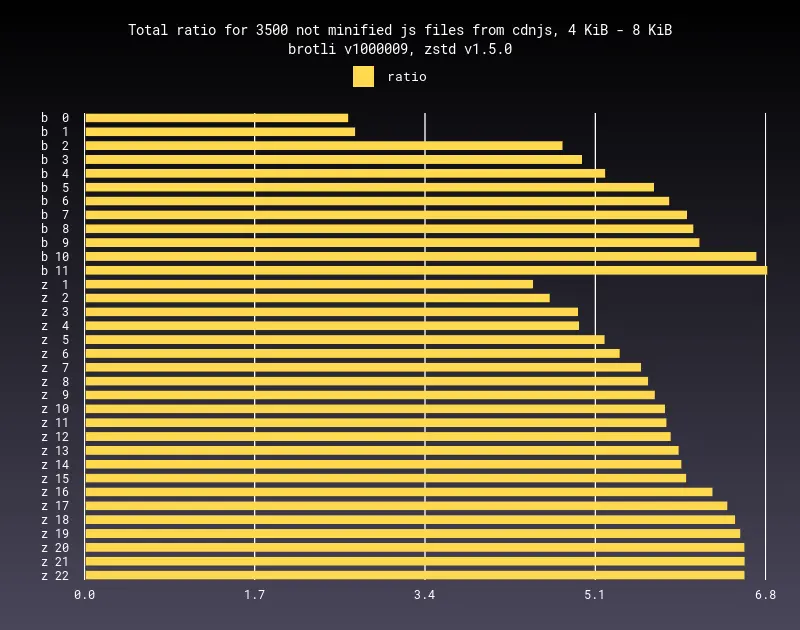 Total ratio for 3500 not minified js files from cdnjs, 4 KiB - 8 KiB
brotli v1000009, zstd v1.5.0
ratio
b 0
b 1
b 2
b 3
b 4
b 5
b 6
b 7
b 8
b 9
b 10
b 11
z 1
z 2
z 3
z 4
z 5
z 6
z 7
z 8
z 9
z 10
z 11
z 12
z 13
z 14
z 15
z 16
z 17
z 18
z 19
z 20
z 21
z 22
0.0 1.7 3.4 5.1 6.8